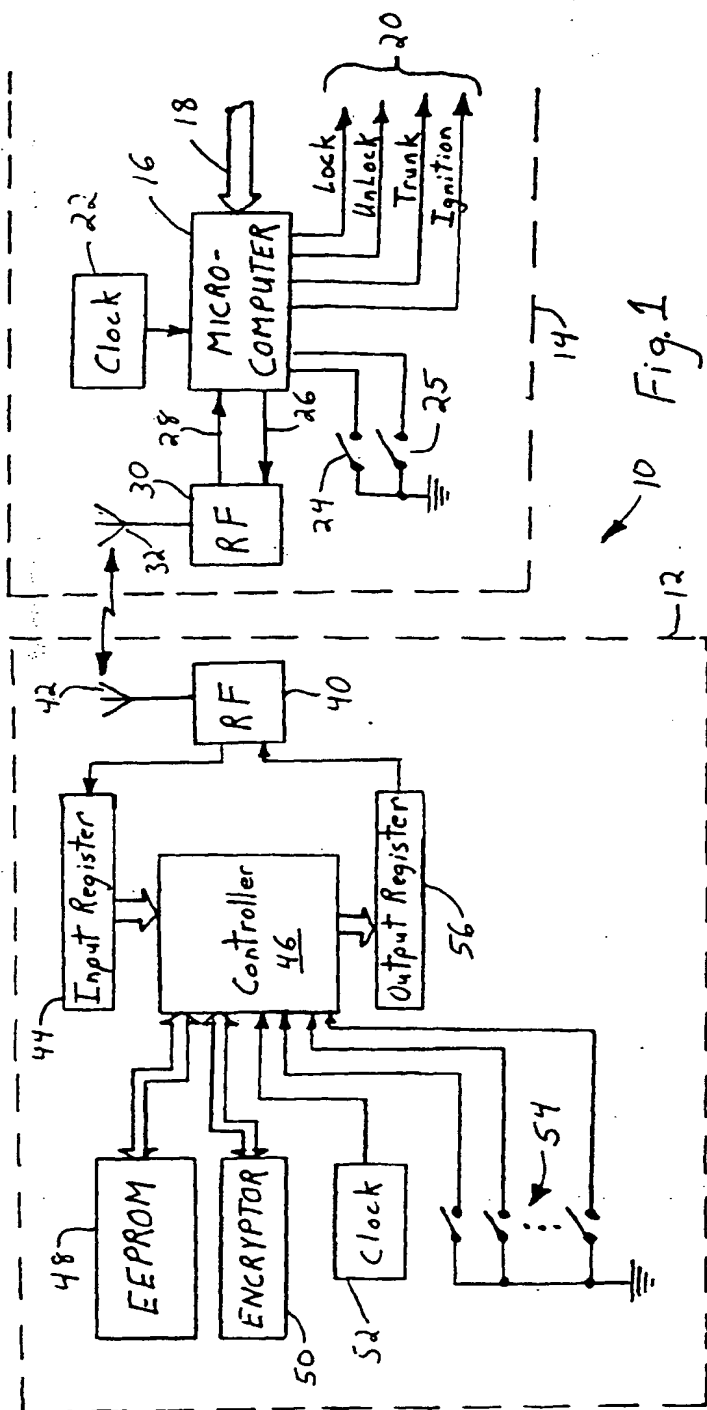 48
EEPROM
44
Input Register
42
ENCRYPTOR
50
Controller
46
RF
40
Clock
52
54
Output Register
56
12
10
Fig. 1
32
30
RF
28
26
Clock
22
MICRO-
COMPUTER
16
18
24
25
Lock
UnLock
Trunk
Ignition
20
14